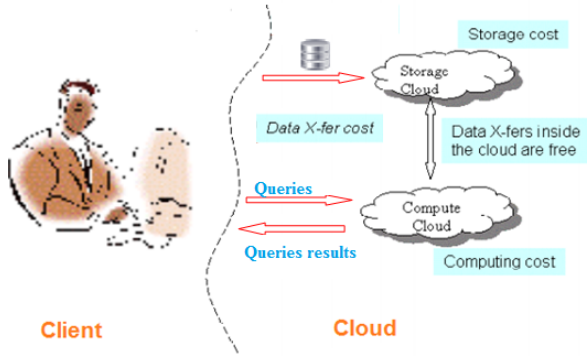 Storage cost
Storage
Cloud
Data X-fer cost
Data X-fers inside
the cloud are free
Queries
Compute
Cloud
Queries results
Computing cost
Client
Cloud